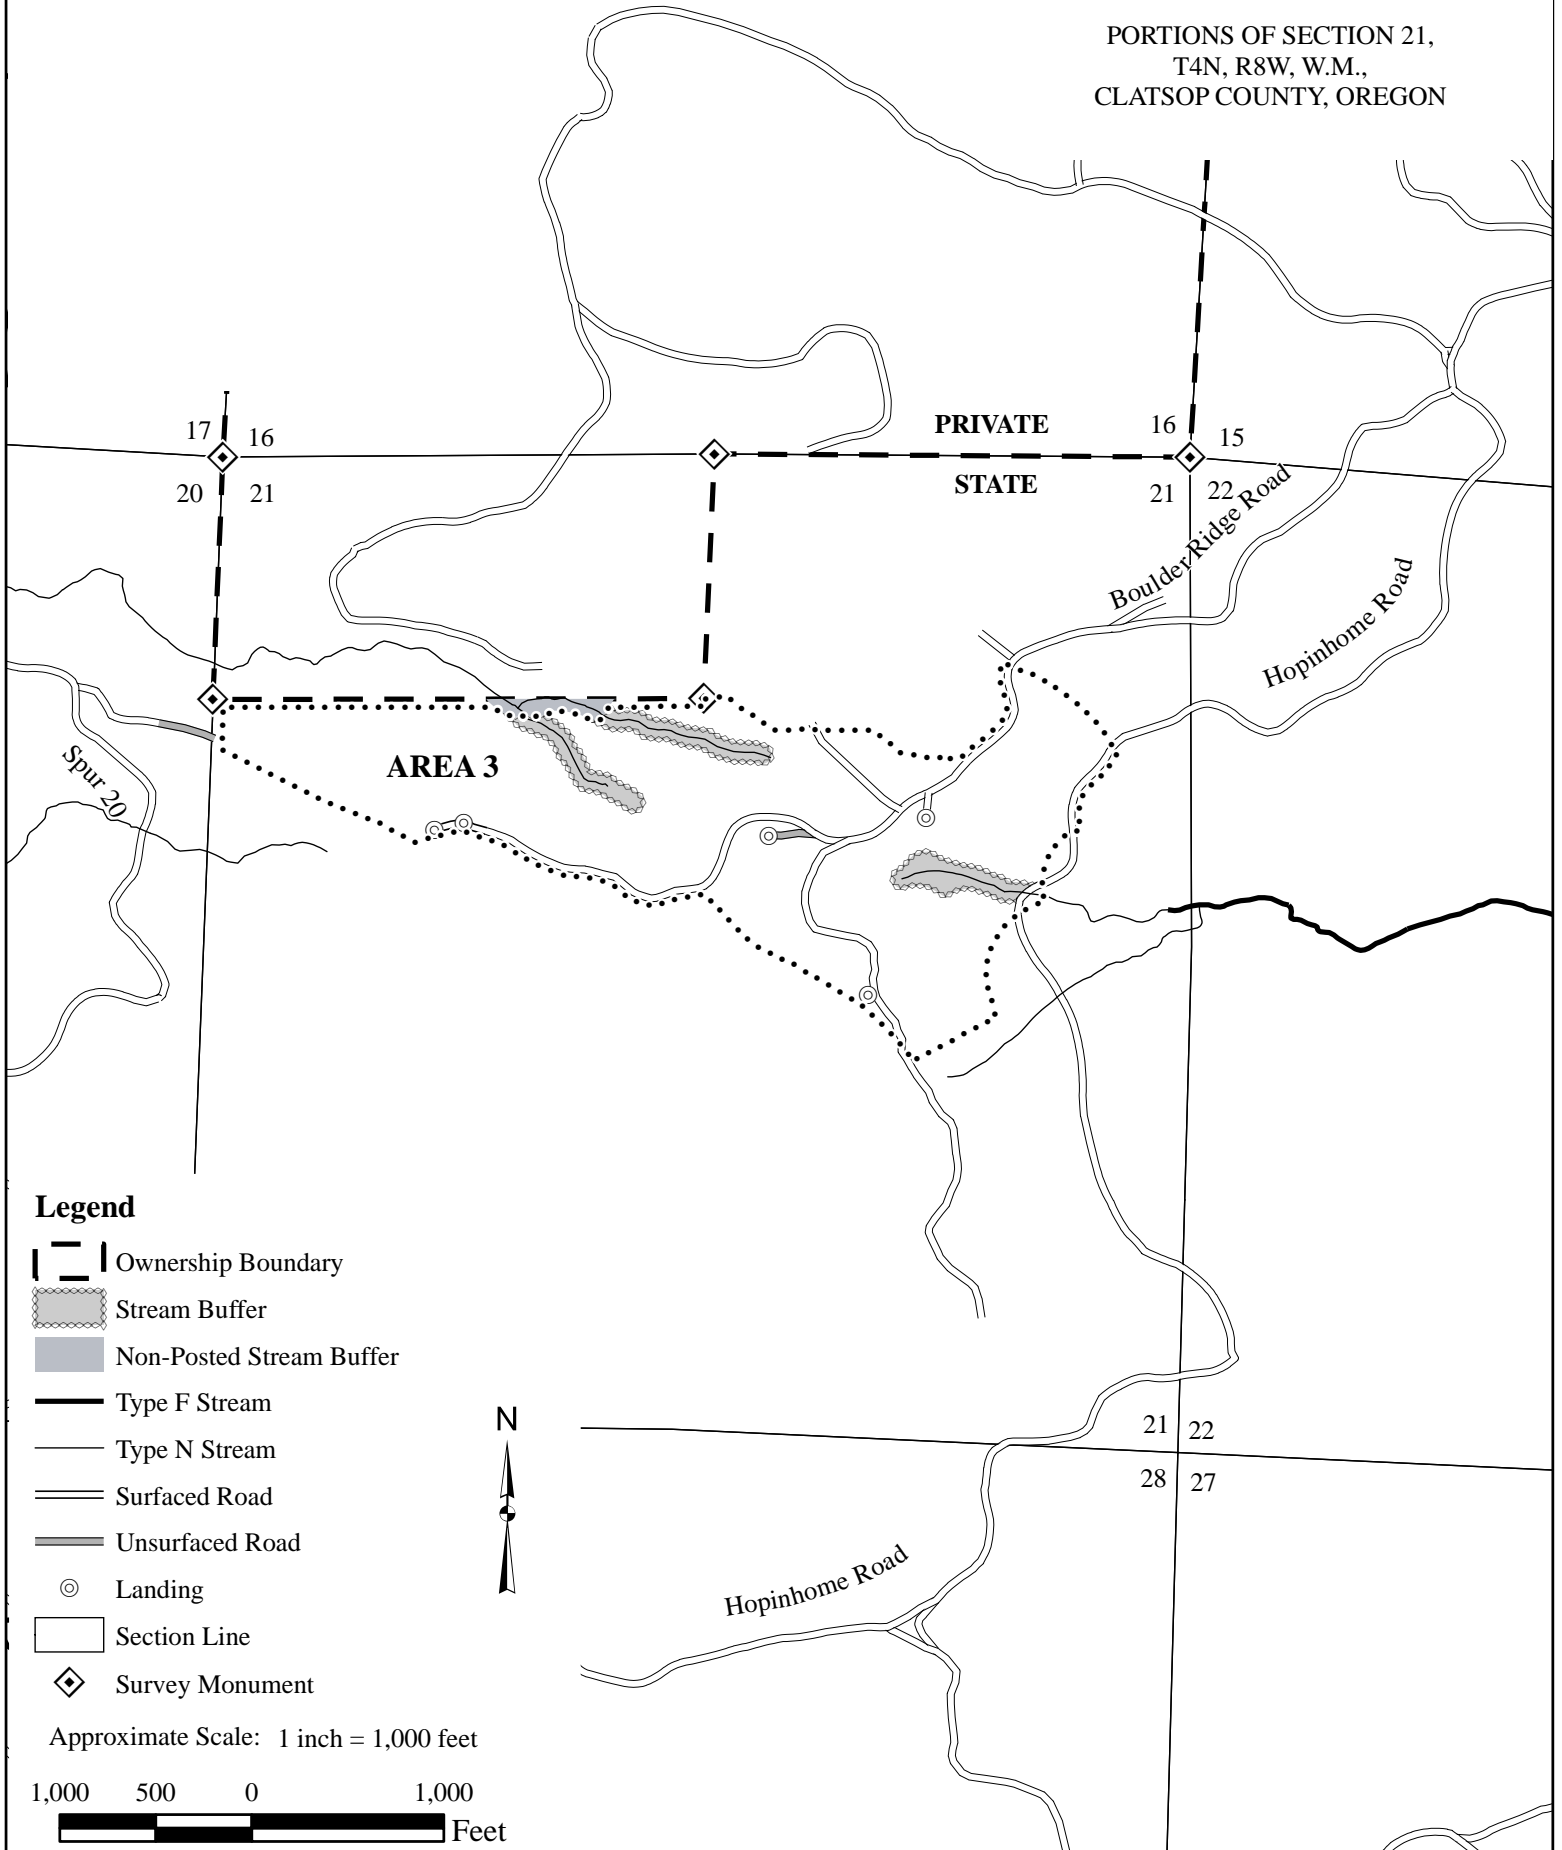 PORTIONS OF SECTION 21,
T4N, R8W, W.M.,
CLATSOP COUNTY, OREGON
17 16
20 21
PRIVATE
STATE
16 15
21 22
Boulder Ridge Road
Hopinhome Road
Spur 20
AREA 3
Legend
Ownership Boundary
Stream Buffer
Non-Posted Stream Buffer
Type F Stream
Type N Stream
Surfaced Road
Unsurfaced Road
Landing
Section Line
Survey Monument
Approximate Scale: 1 inch = 1,000 feet
1,000 500 0 1,000
Feet
N
21 22
28 27
Hopinhome Road